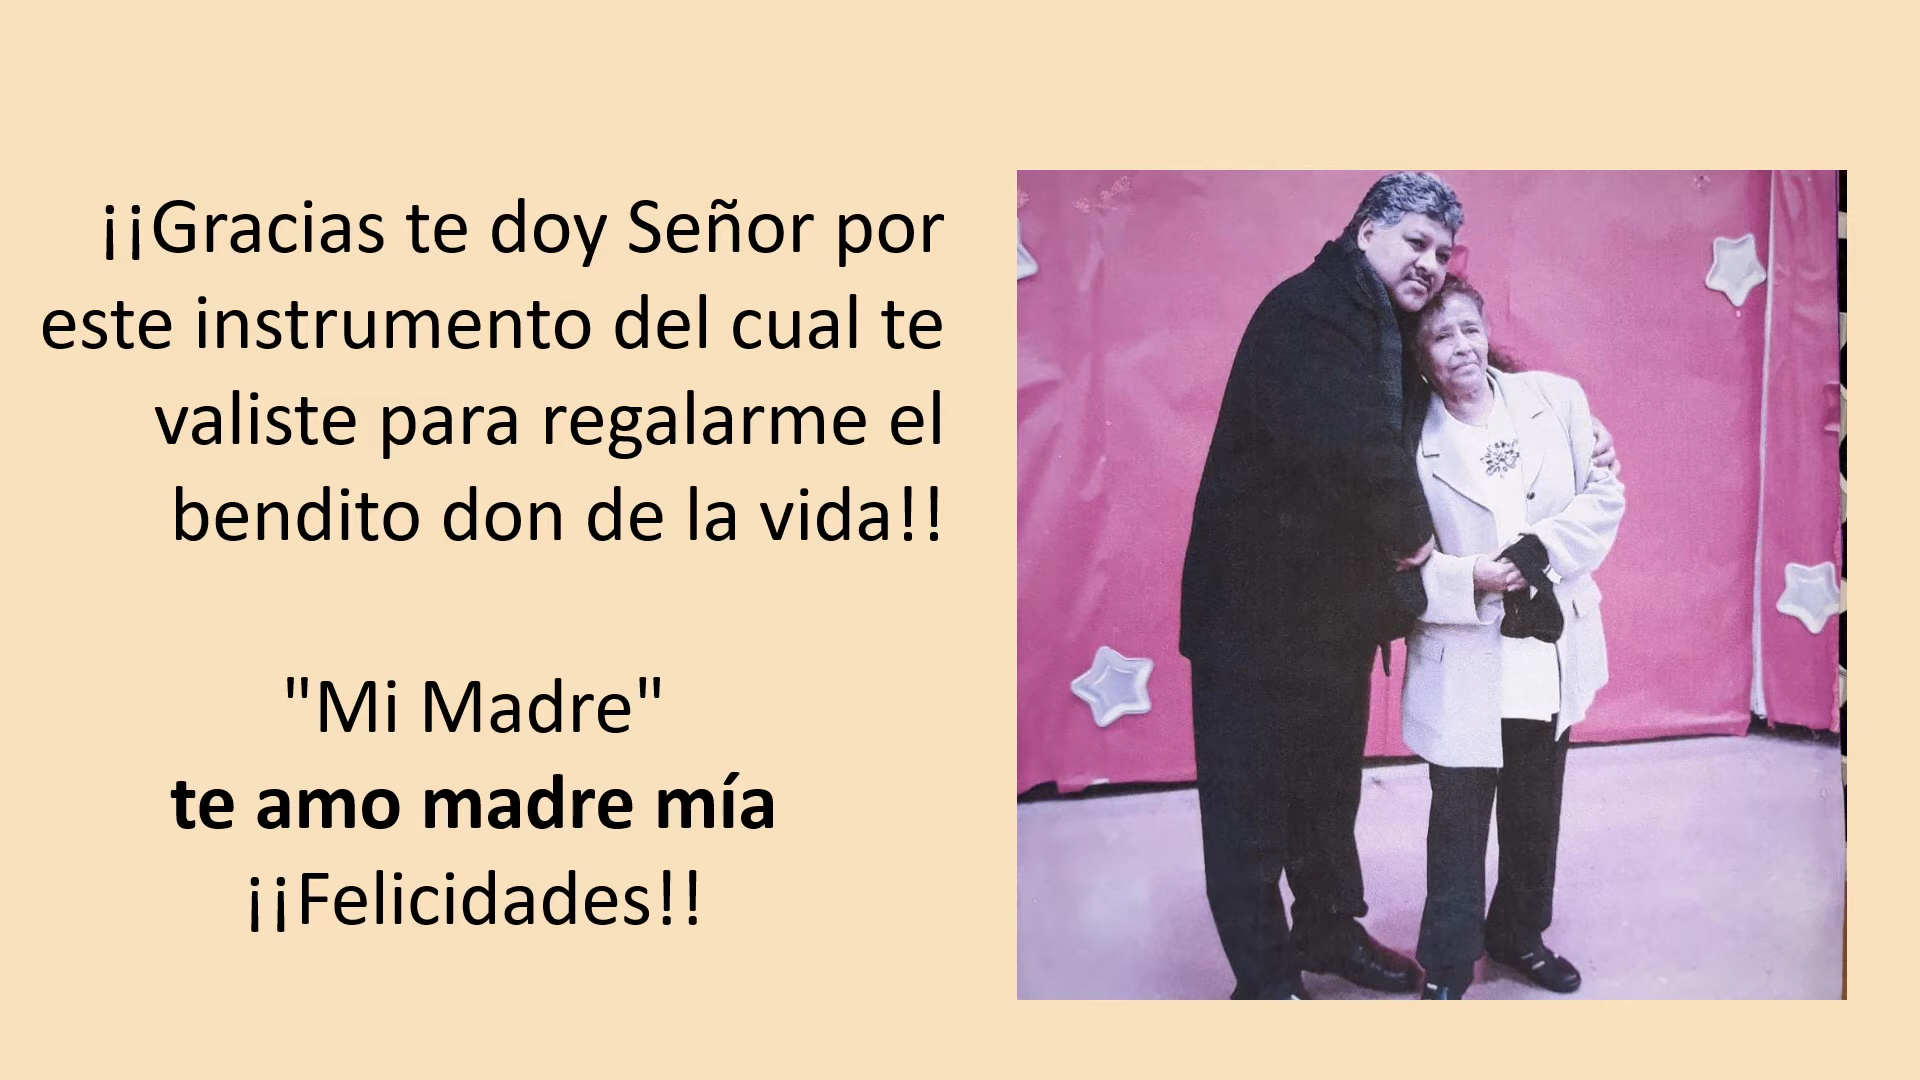 ¡¡Gracias te doy Señor por
este instrumento del cual te
valiste para regalarme el
bendito don de la vida!!
"Mi Madre"
te amo madre mía
¡¡Felicidades!!